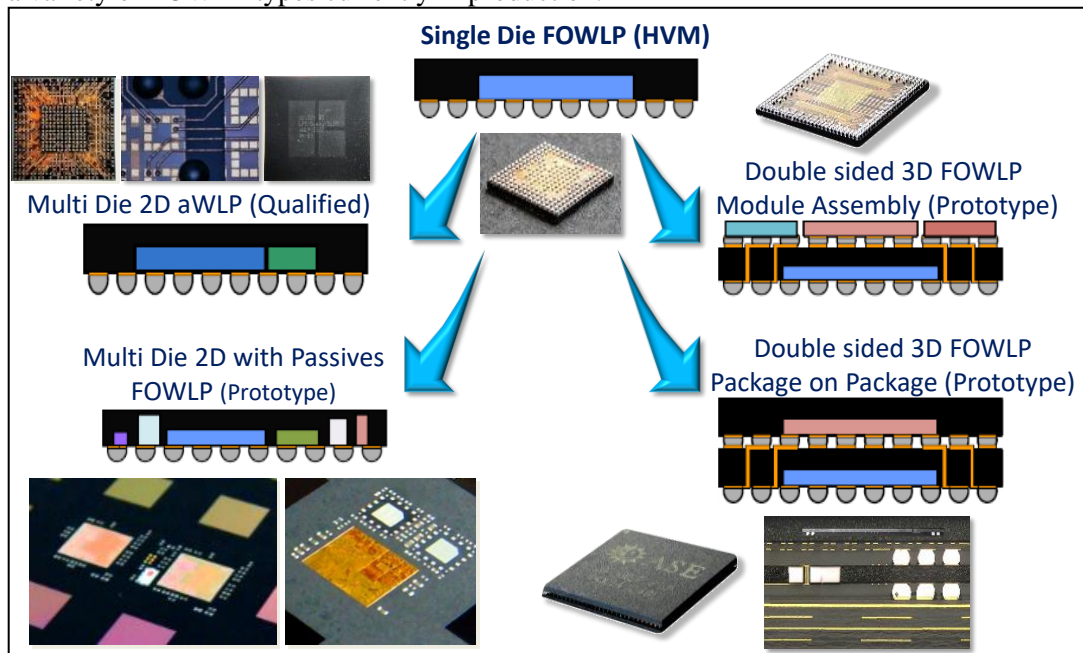 Single Die FOWLP (HVM)
Multi Die 2D aWLP (Qualified)
Double sided 3D FOWLP
Module Assembly (Prototype)
Multi Die 2D with Passives
FOWLP (Prototype)
Double sided 3D FOWLP
Package on Package (Prototype)
ASE